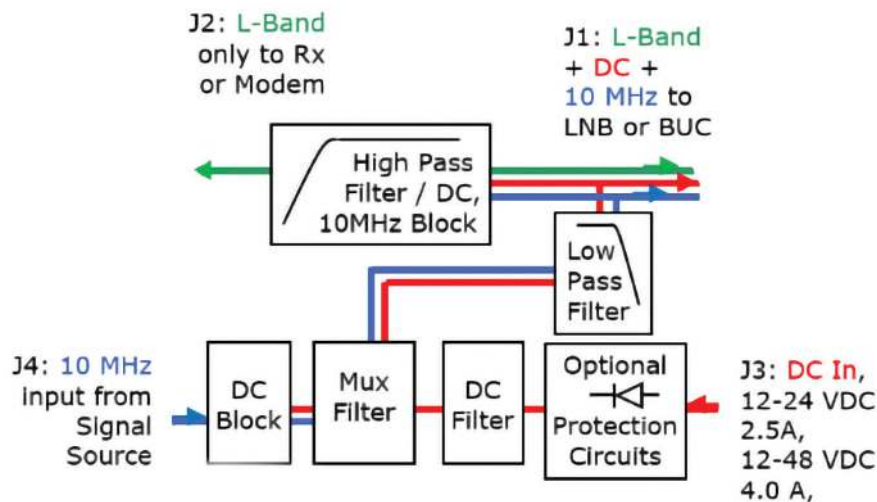 J2: L-Band
only to Rx
or Modem
J1: L-Band
+ DC +
10 MHz to
LNB or BUC
High Pass
Filter / DC,
10MHz Block
Low
Pass
Filter
J4: 10 MHz
input from
Signal
Source
DC
Block
Mux
Filter
DC
Filter
Optional
Protection
Circuits
J3: DC In,
12-24 VDC
2.5A,
12-48 VDC
4.0 A,